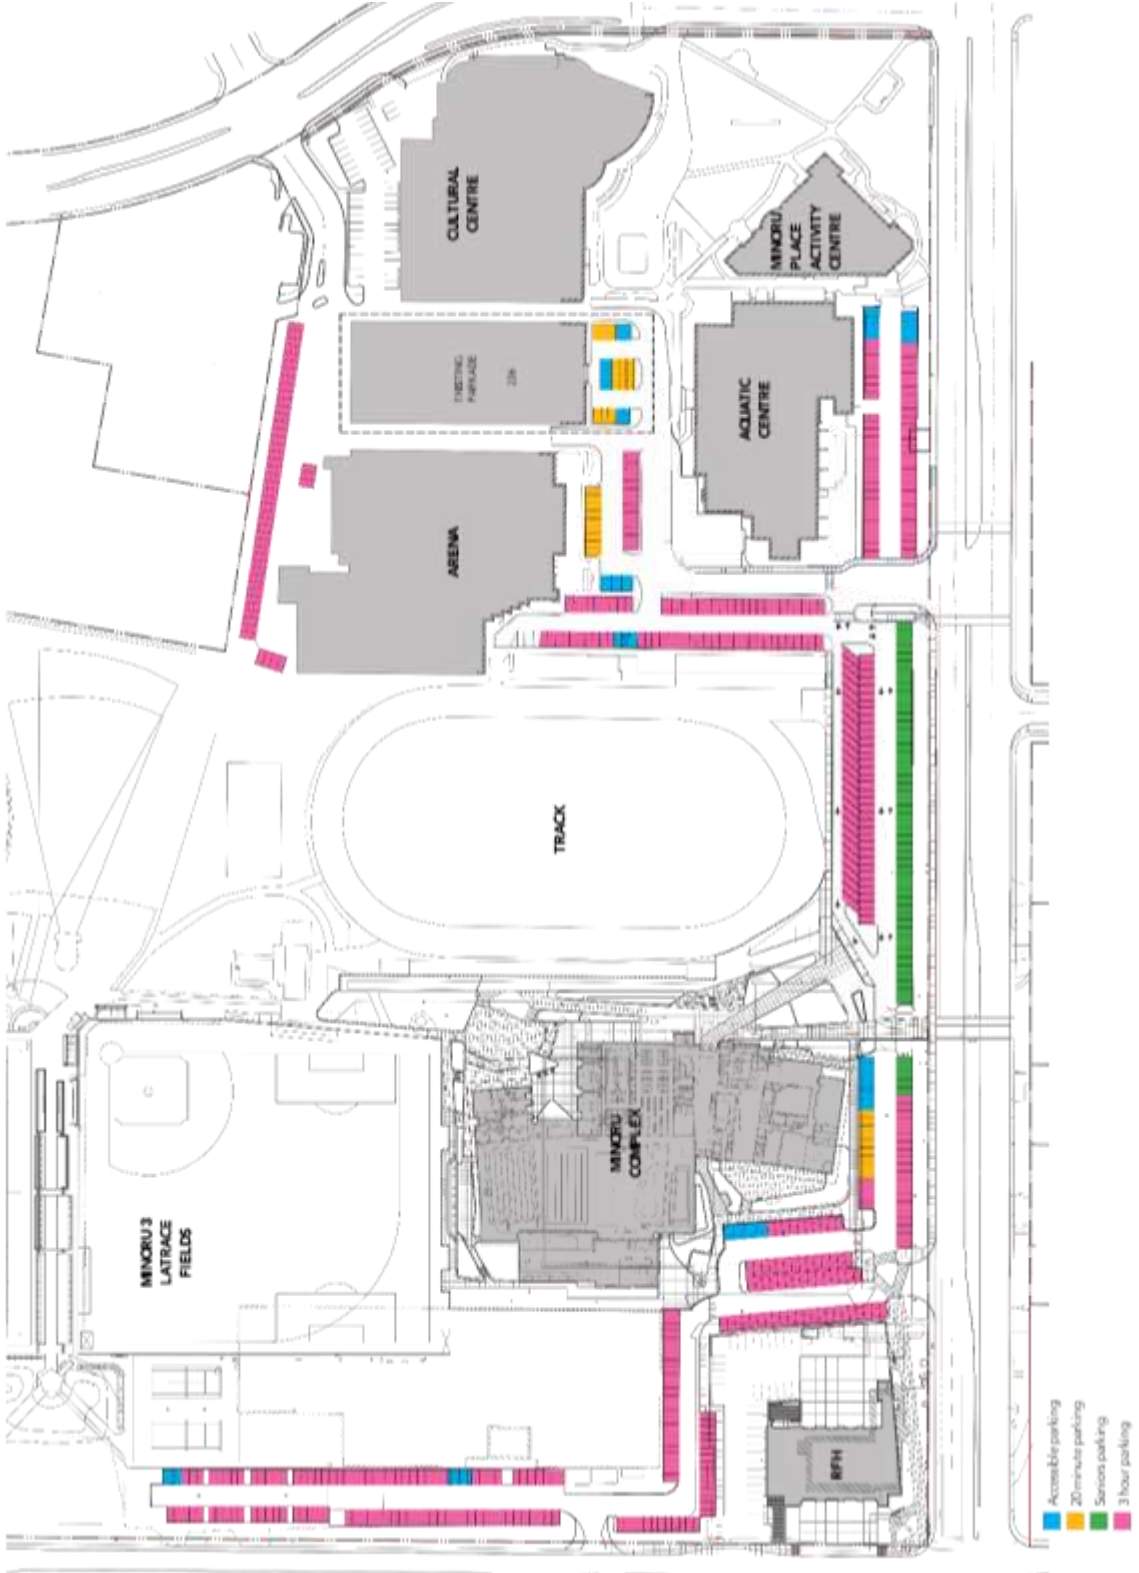 MINORU 3
LATRACE
FIELDS
MINORU
COMPLEX
RFH
TRACK
ARENA
EXISTING
PARKADE
CULTURAL
CENTRE
AQUATIC
CENTRE
MINORU
PLACE
ACTIVITY
CENTRE
Accessible parking
20 minute parking
Seniors parking
3 hour parking